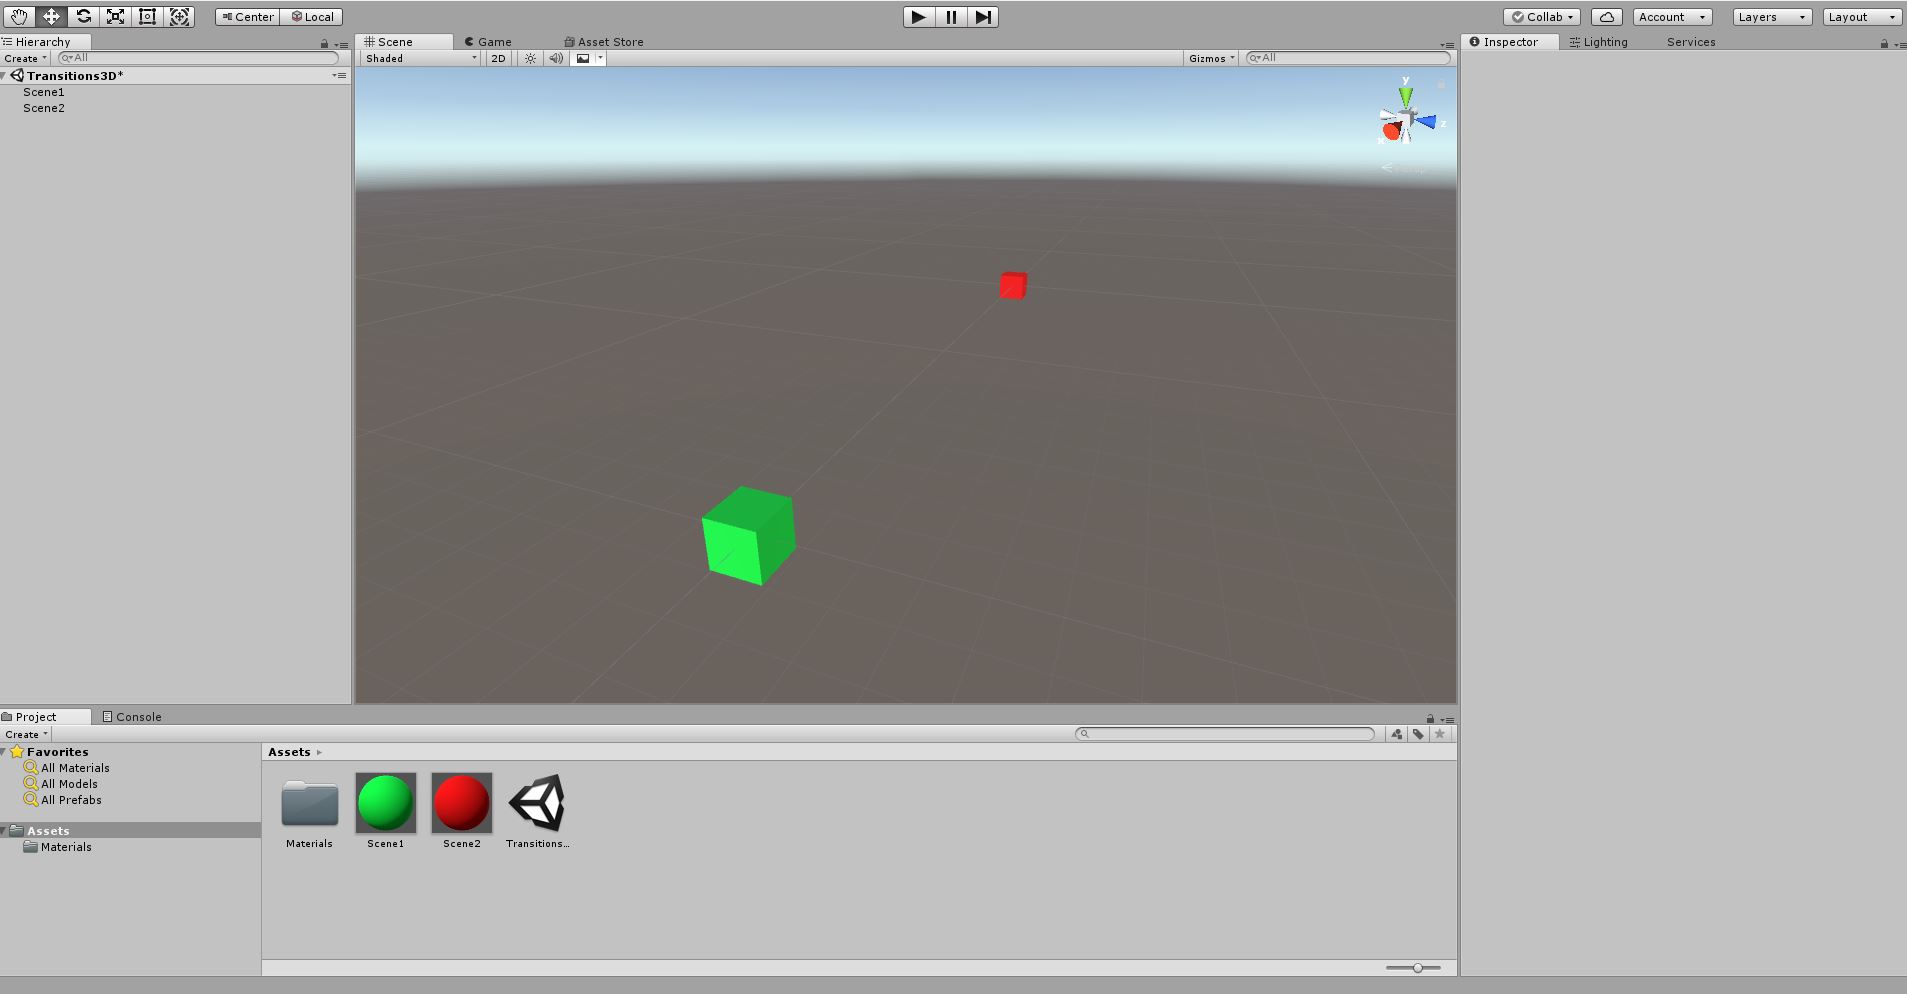 Center Local
Collab Account Layers Layout
Hierarchy
Create All
Transitions3D*
Scene1
Scene2
Scene Game Asset Store
Shaded 2D Gizmos All
y
z
x
Inspector Lighting Services
Project Console
Create
Favorites
All Materials
All Models
All Prefabs
Assets
Materials
Assets
Materials Scene1 Scene2 Transitions...